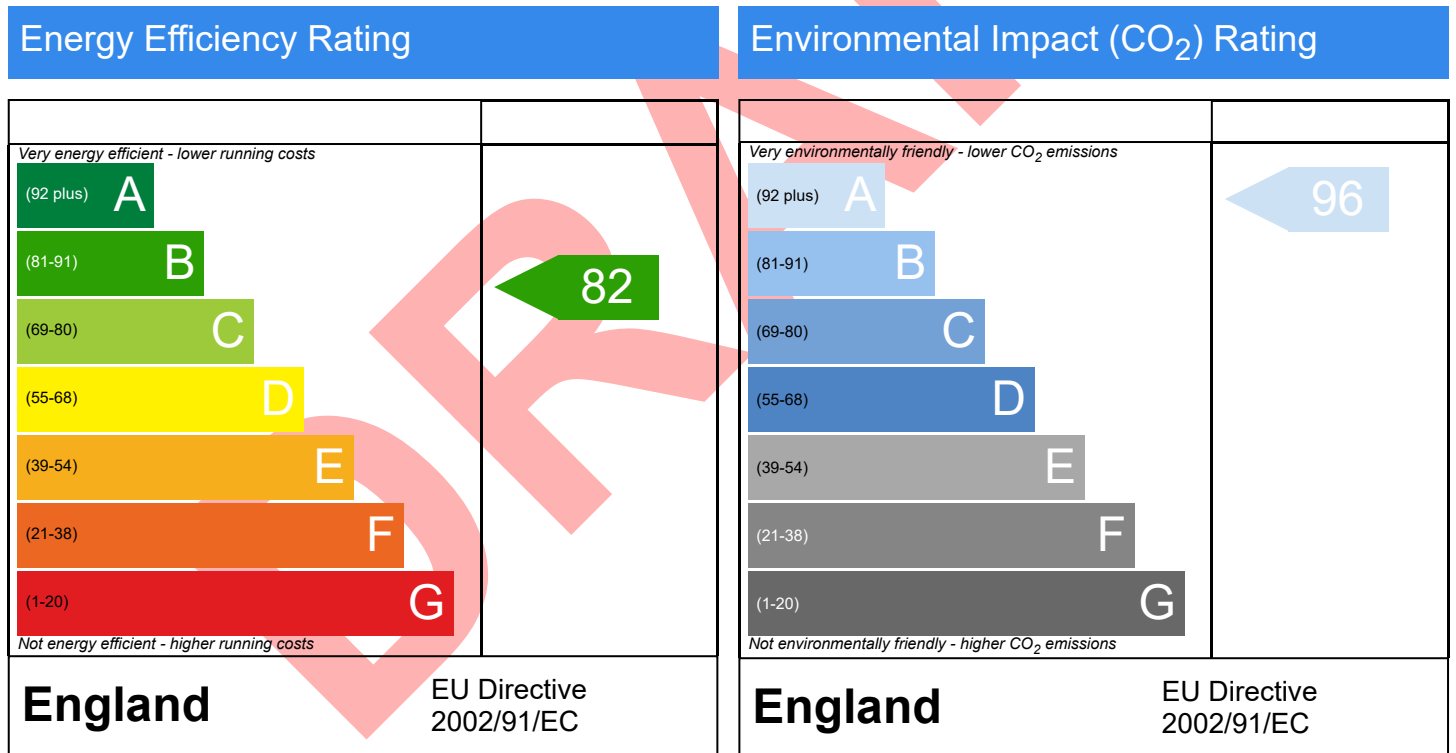 Energy Efficiency Rating
Very energy efficient - lower running costs
(92 plus) A
(81-91) B
(69-80) C
(55-68) D
(39-54) E
(21-38) F
(1-20) G
82
Not energy efficient - higher running costs
England
EU Directive
2002/91/EC
Environmental Impact (CO₂) Rating
Very environmentally friendly - lower CO₂ emissions
(92 plus) A
(81-91) B
(69-80) C
(55-68) D
(39-54) E
(21-38) F
(1-20) G
96
Not environmentally friendly - higher CO₂ emissions
England
EU Directive
2002/91/EC